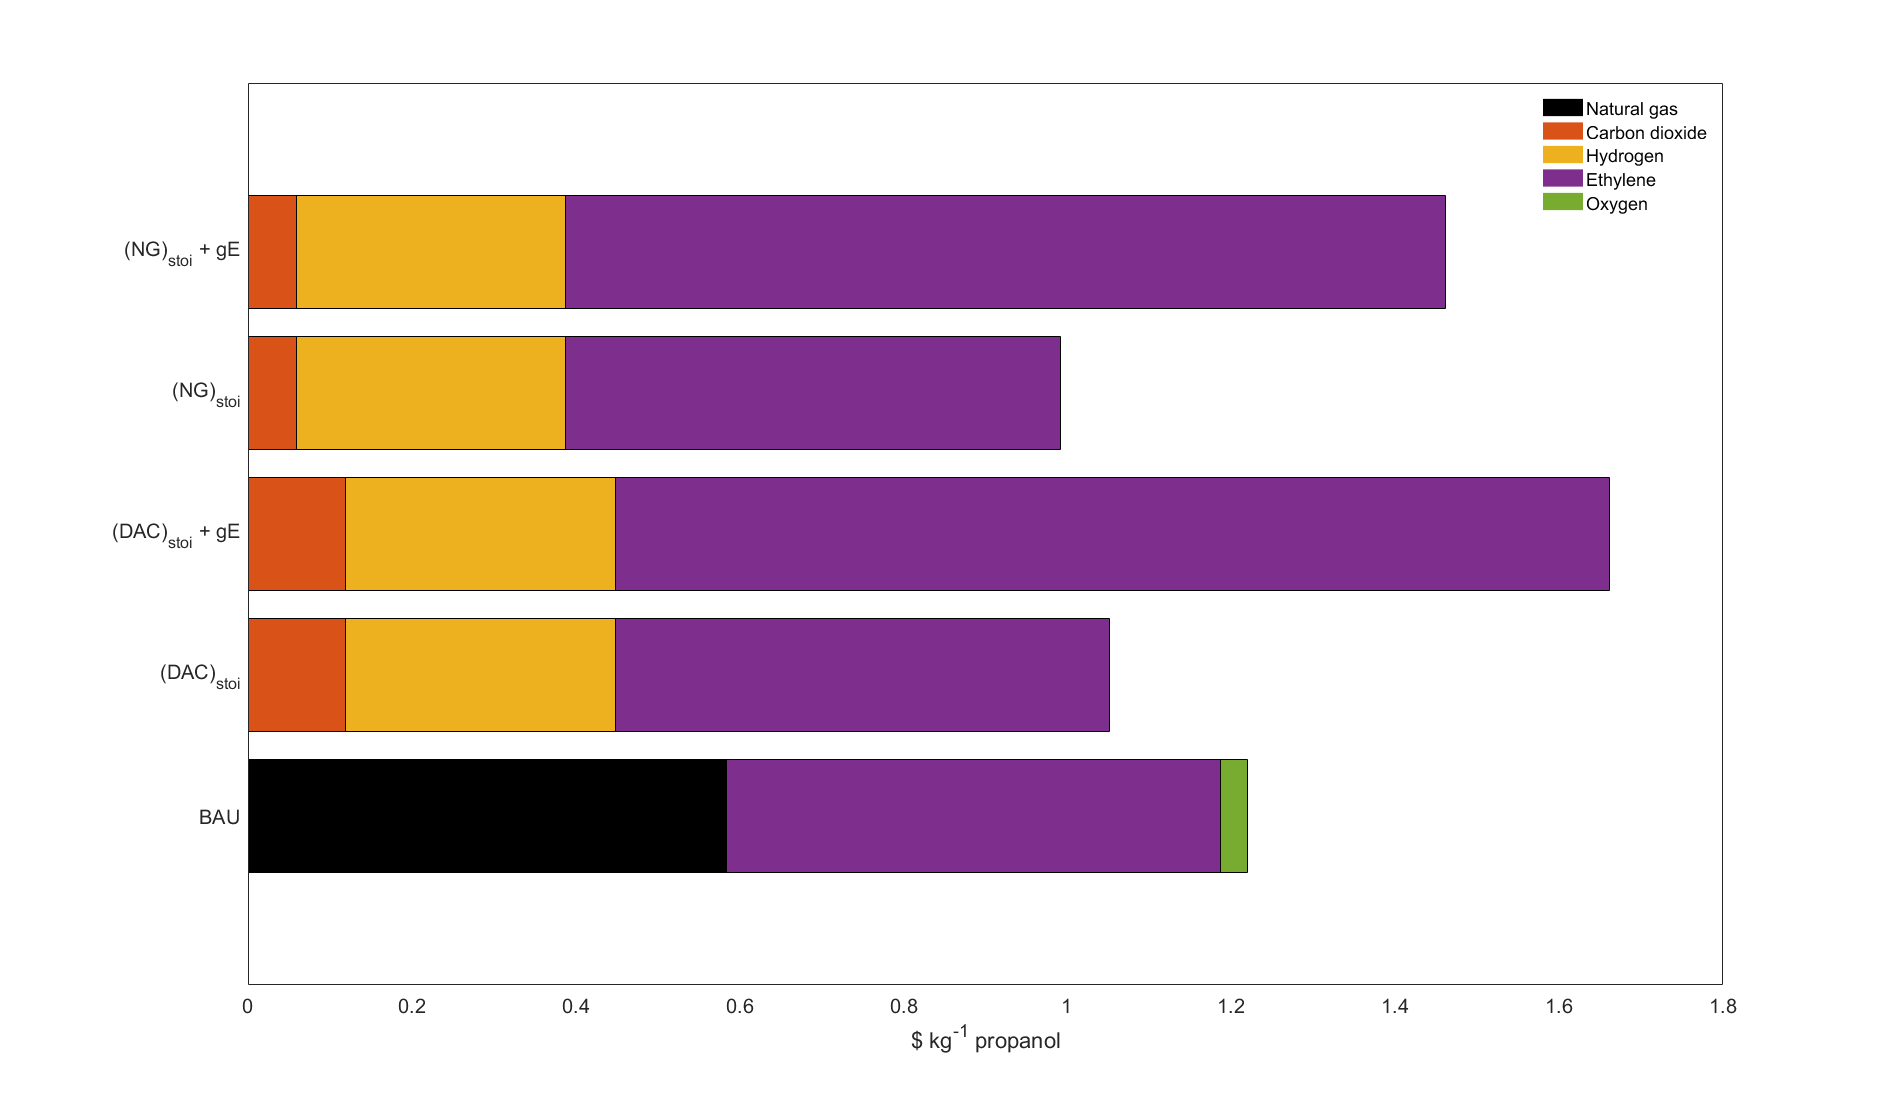 Natural gas
Carbon dioxide
Hydrogen
Ethylene
Oxygen
(NG)stoi + gE
(NG)stoi
(DAC)stoi + gE
(DAC)stoi
BAU
0 0.2 0.4 0.6 0.8 1 1.2 1.4 1.6 1.8
$ kg-1 propanol